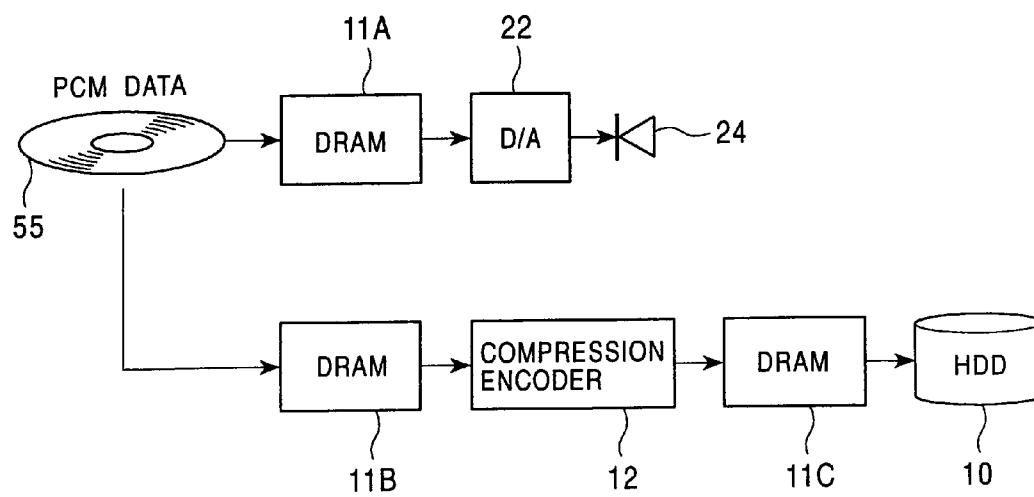 11A
22
PCM DATA
DRAM
D/A
24
55
DRAM
COMPRESSION
ENCODER
DRAM
HDD
11B
12
11C
10